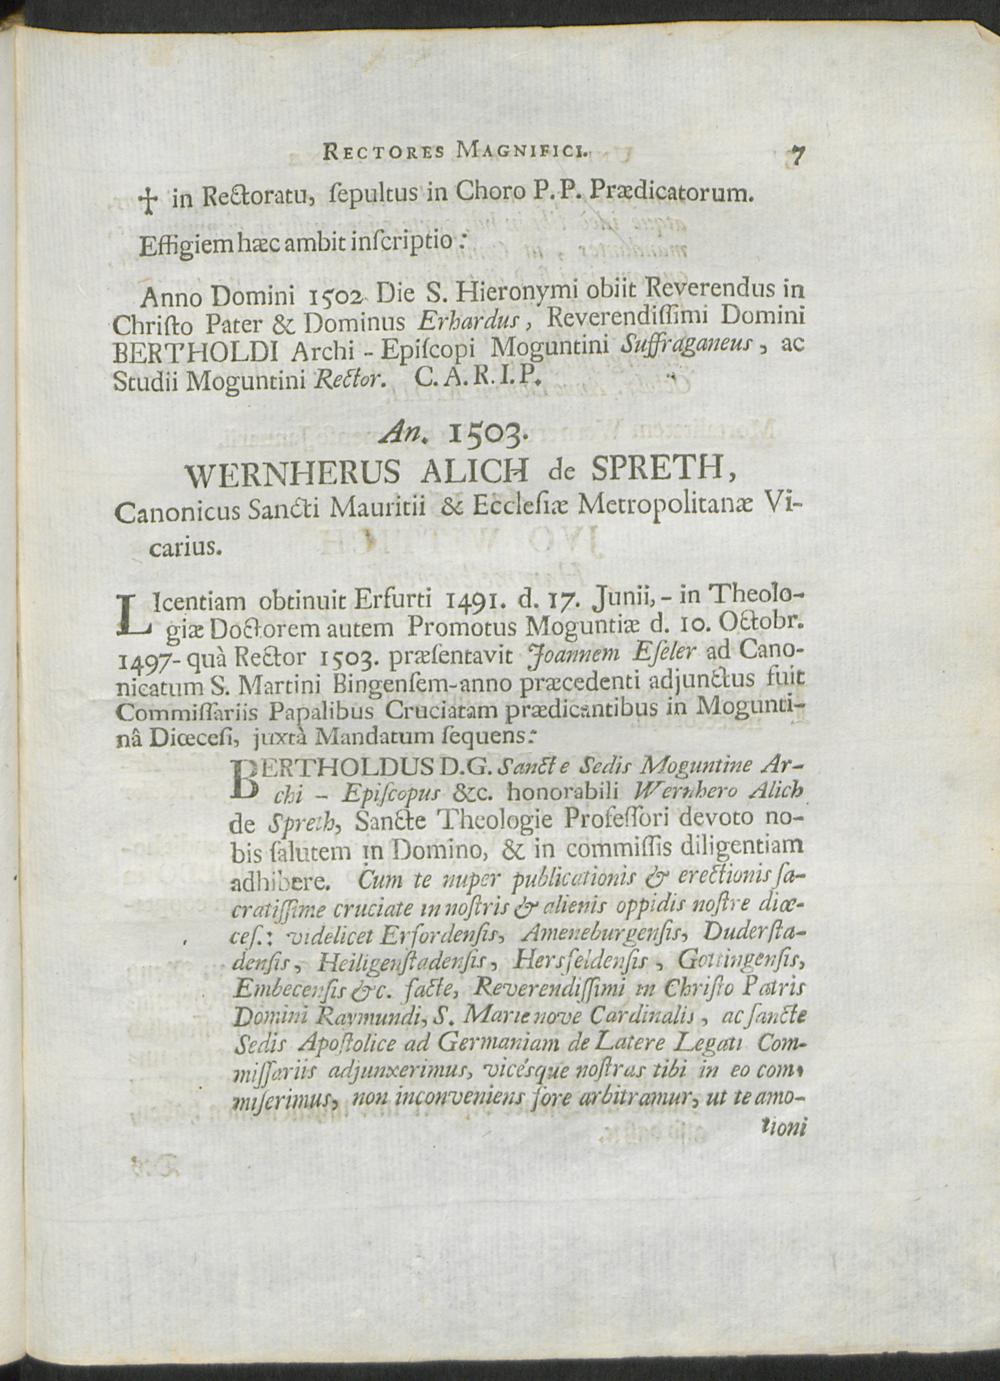 RECTORES MAGNIFICI. 7
✝ in Rectoratu, ſepultus in Choro P.P. Prædicatorum.
Effigiem hæc ambit inſcriptio:
Anno Domini 1502 Die S. Hieronymi obiit Reverendus in
Chriſto Pater & Dominus Erhardus, Reverendiſſimi Domini
BERTHOLDI Archi-Epiſcopi Moguntini Suffraganeus, ac
Studii Moguntini Rector. C.A.R.I.P.
An. 1503.
WERNHERUS ALICH de SPRETH,
Canonicus Sancti Mauritii & Eccleſiæ Metropolitanæ Vi-
carius.
LIcentiam obtinuit Erfurti 1491. d. 17. Junii,- in Theolo-
giæ Doctorem autem Promotus Moguntiæ d. 10. Octobr.
1497- quà Rector 1503. præſentavit Joannem Eſeler ad Cano-
nicatum S. Martini Bingenſem-anno præcedenti adjunctus fuit
Commiſſariis Papalibus Cruciatam prædicantibus in Mogunti-
nâ Diœceſi, juxtà Mandatum ſequens:
BERTHOLDUS D.G. Sancte Sedis Moguntine Ar-
chi - Epiſcopus &c. honorabili Wernhero Alich
de Spreth, Sancte Theologie Profeſſori devoto no-
bis ſalutem in Domino, & in commiſſis diligentiam
adhibere. Cum te nuper publicationis & erectionis ſa-
cratiſſime cruciate in noſtris & alienis oppidis noſtre diœ-
ceſ.: videlicet Erfordenſis, Ameneburgenſis, Duderſta-
denſis, Heiligenſtadenſis, Hersfeldenſis, Gottingenſis,
Embecenſis &c. facte, Reverendiſſimi in Chriſto Patris
Domini Raymundi, S. Marie nove Cardinalis, ac ſancte
Sedis Apoſtolice ad Germaniam de Latere Legati Com-
miſſariis adjunxerimus, vicésque noſtras tibi in eo com-
miſerimus, non inconveniens fore arbitramur, ut te amo-
tioni